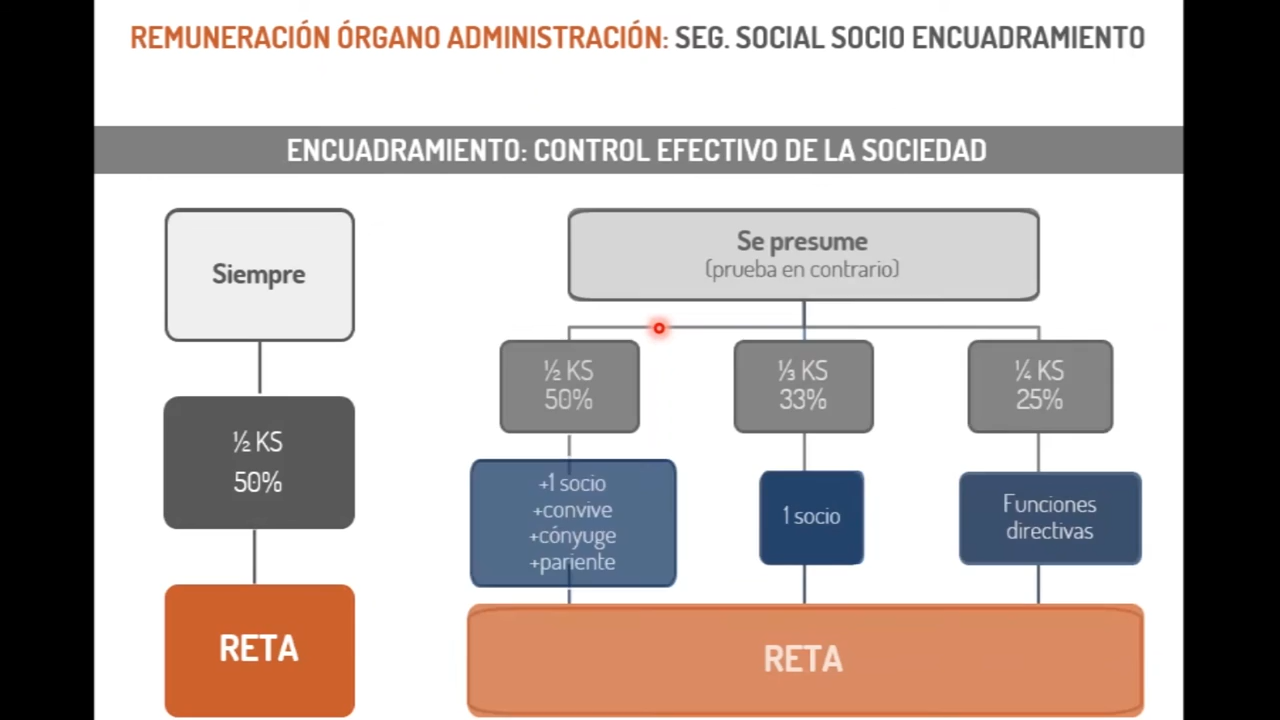 REMUNERACIÓN ÓRGANO ADMINISTRACIÓN: SEG. SOCIAL SOCIO ENCUADRAMIENTO
ENCUADRAMIENTO: CONTROL EFECTIVO DE LA SOCIEDAD
Siempre
½ KS
50%
RETA
Se presume
(prueba en contrario)
½ KS
50%
+1 socio
+convive
+cónyuge
+pariente
⅓ KS
33%
1 socio
¼ KS
25%
Funciones
directivas
RETA